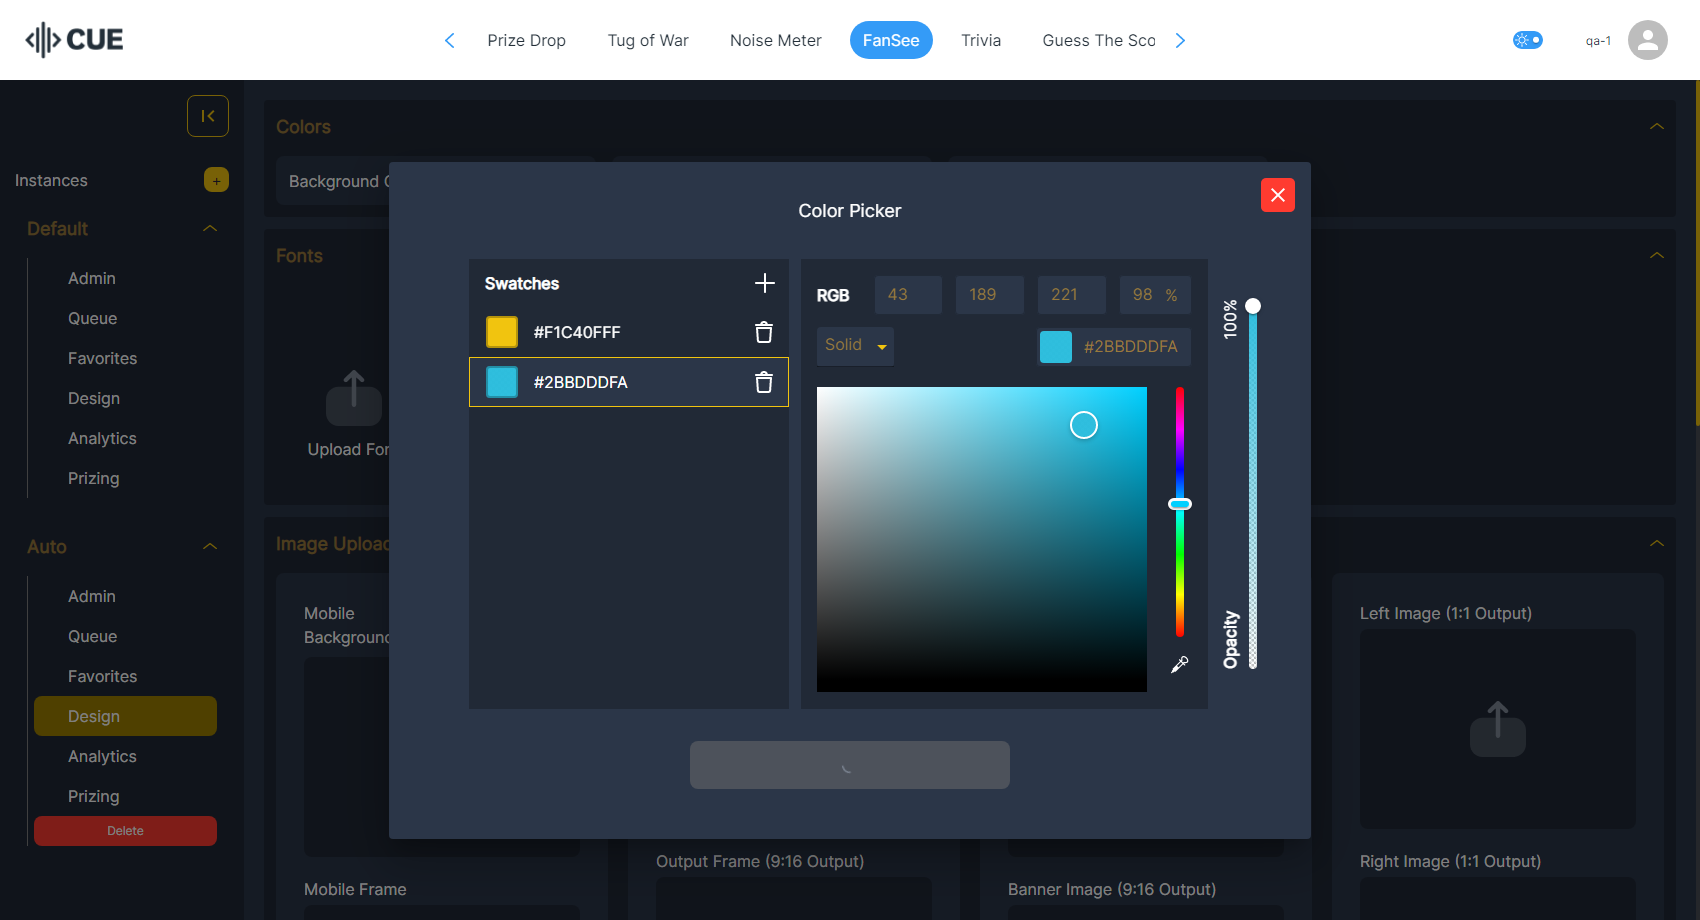 CUE
Prize Drop
Tug of War
Noise Meter
FanSee
Trivia
Guess The Sco
qa-1
Instances
+
Default
Admin
Queue
Favorites
Design
Analytics
Prizing
Auto
Admin
Queue
Favorites
Design
Analytics
Prizing
Delete
Colors
Background C
Fonts
Upload For
Image Upload
Mobile
Background
Mobile Frame
Output Frame (9:16 Output)
Banner Image (9:16 Output)
Left Image (1:1 Output)
Right Image (1:1 Output)
Color Picker
Swatches
#F1C40FFF
#2BBDDDFA
RGB
43
189
221
98 %
Solid
#2BBDDDFA
100%
Opacity